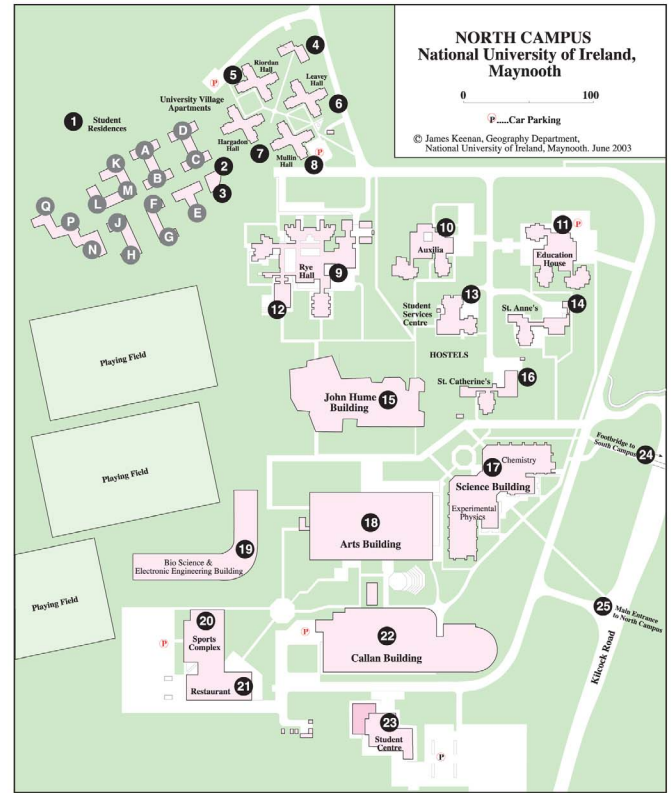 NORTH CAMPUS
National University of Ireland,
Maynooth
0 100
P.....Car Parking
© James Keenan, Geography Department,
National University of Ireland, Maynooth. June 2003
4
5
Riordan
Hall
P
Leavey
Hall
6
University Village
Apartments
1
Student
Residences
Hargadon
Hall
7
Mullin
Hall
8
P
D
A
C
K
B
2
M
3
L
F
E
Q
P
J
N
G
H
10
Auxilia
11
P
Education
House
Rye
Hall
9
12
13
Student
Services
Centre
St. Anne's
14
HOSTELS
St. Catherine's
16
John Hume
Building
15
Playing Field
Playing Field
Playing Field
Chemistry
17
Science Building
Experimental
Physics
Footbridge to
South Campus
24
18
Arts Building
19
Bio Science &
Electronic Engineering Building
25
Main Entrance
to North Campus
Kilcock Road
20
Sports
Complex
P
Restaurant
21
P
22
Callan Building
23
Student
Centre
P